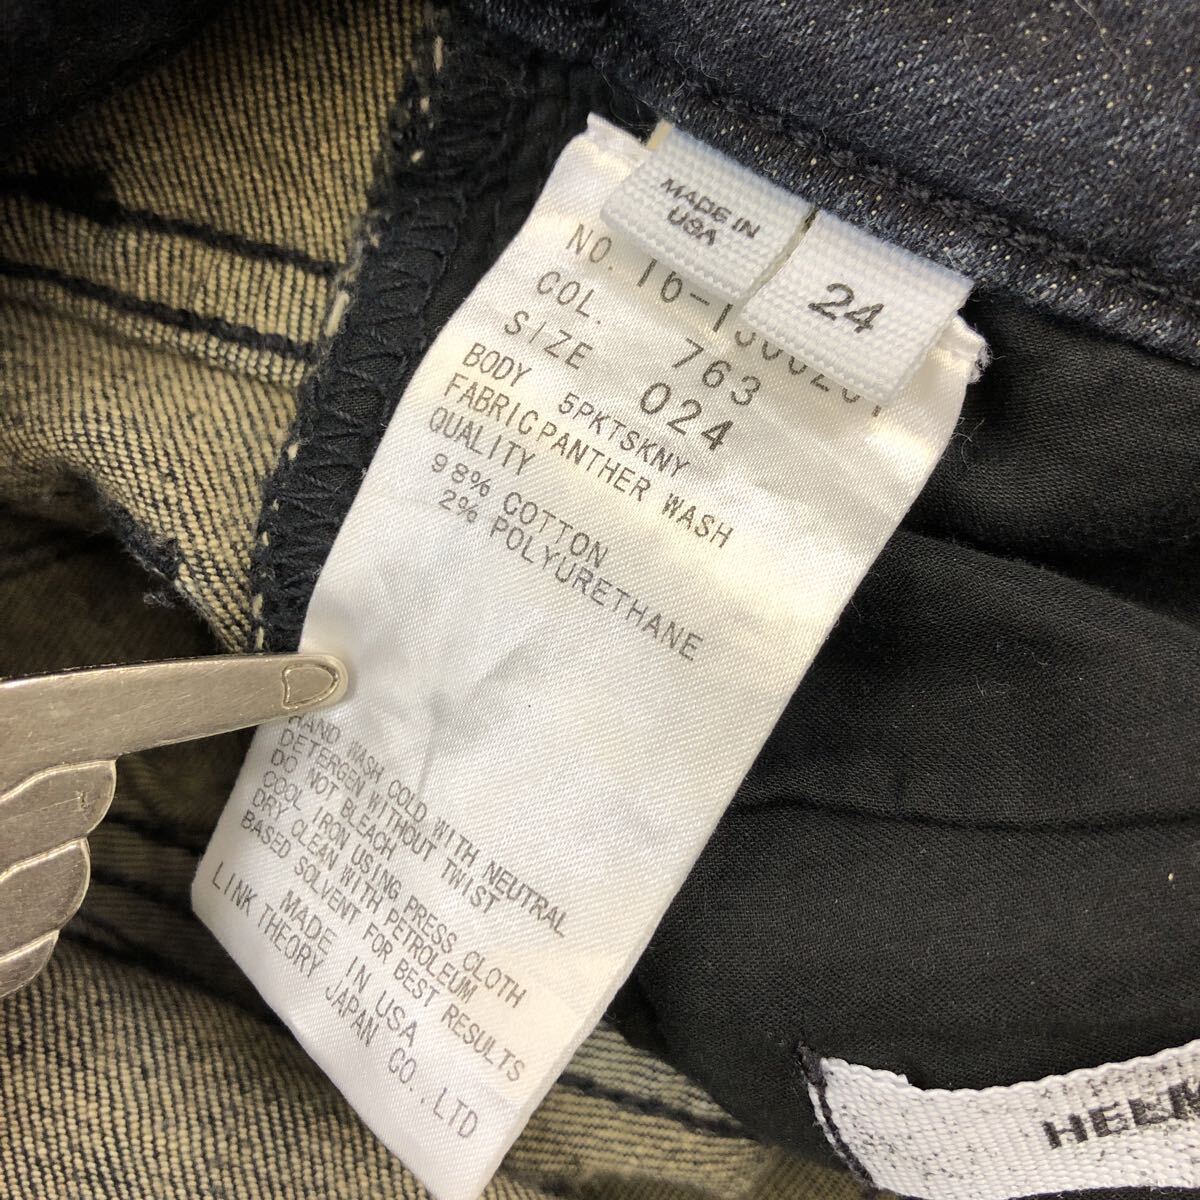 MADE IN
USA
24
NO.
COL. 763
SIZE 024
BODY 5PKTSKNY
FABRIC PANTHER WASH
QUALITY
98% COTTON
2% POLYURETHANE
HAND WASH COLD WITH NEUTRAL
DETERGEN WITHOUT TWIST
DO NOT BLEACH
COOL IRON USING PRESS CLOTH
DRY CLEAN WITH PETROLEUM
BASED SOLVENT FOR BEST RESULTS
MADE IN USA
LINK THEORY JAPAN CO.,LTD